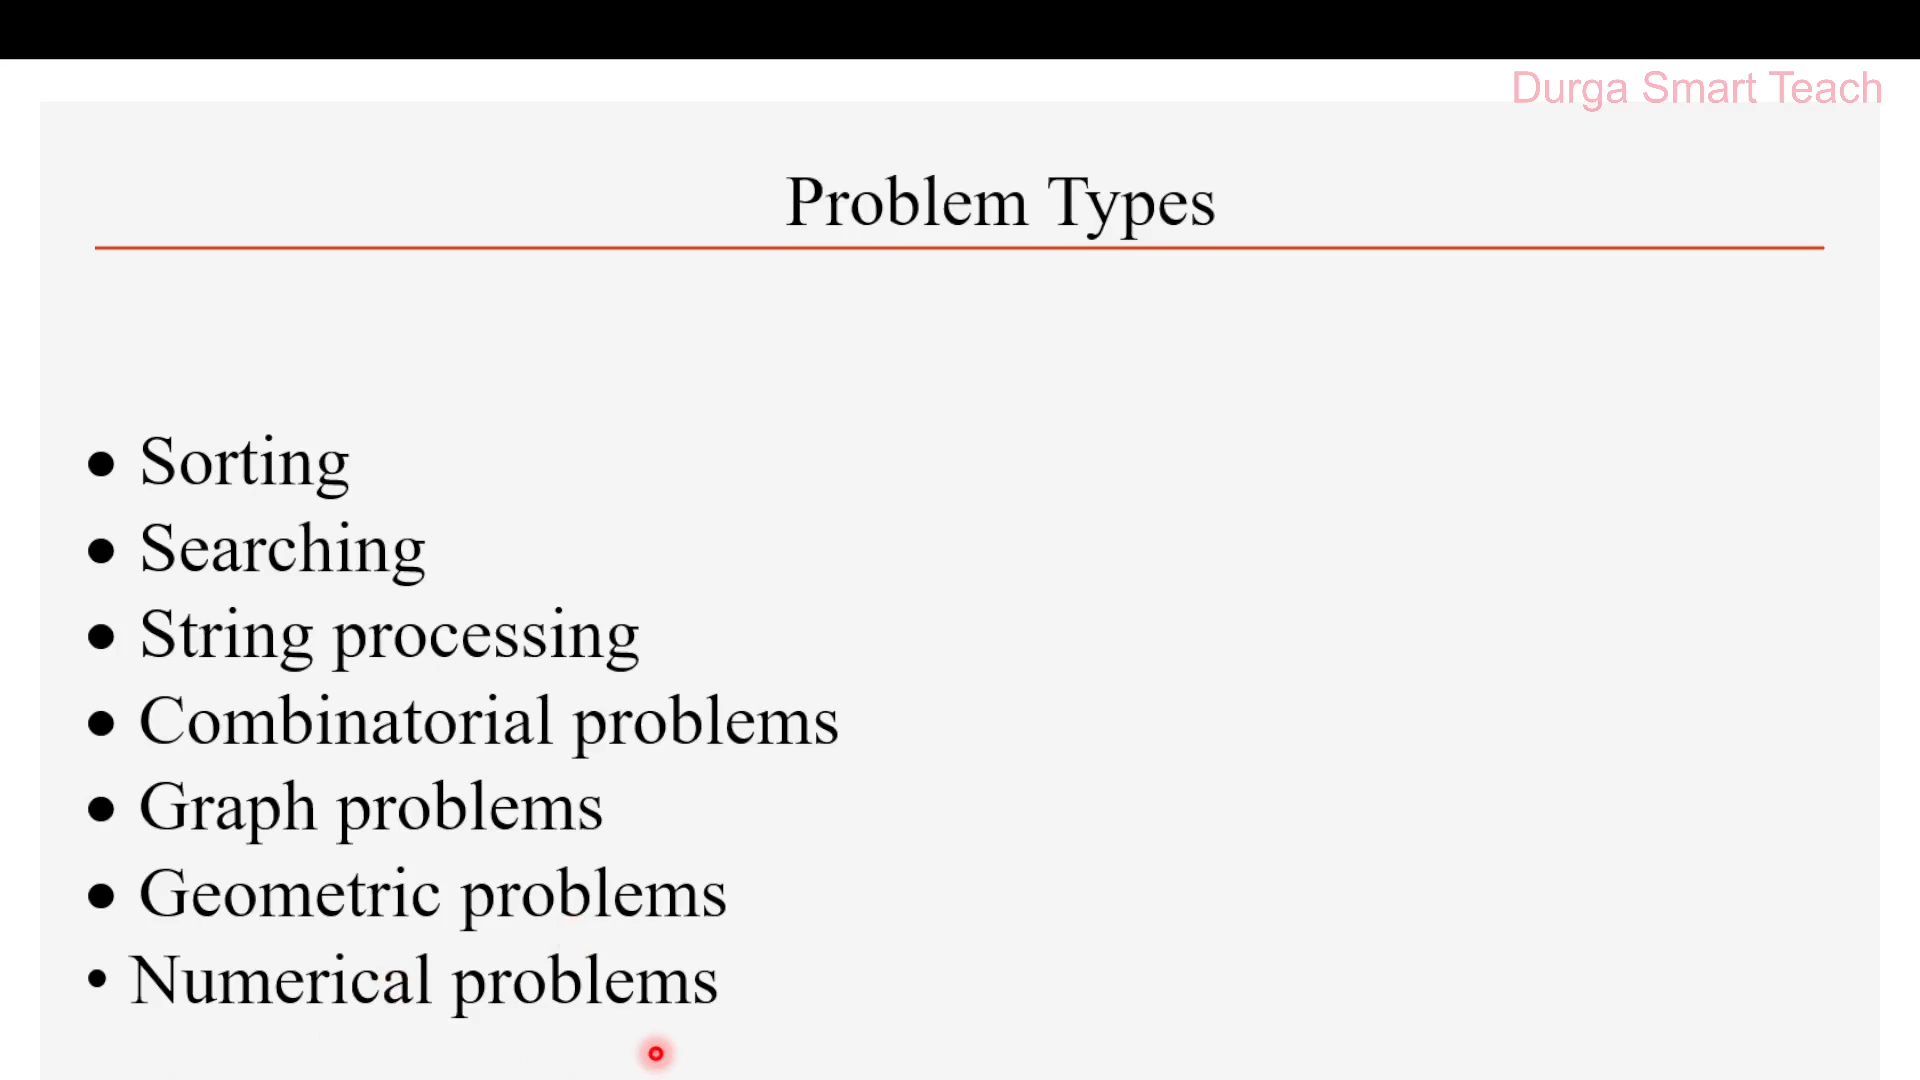 Durga Smart Teach
Problem Types
● Sorting
● Searching
● String processing
● Combinatorial problems
● Graph problems
● Geometric problems
• Numerical problems